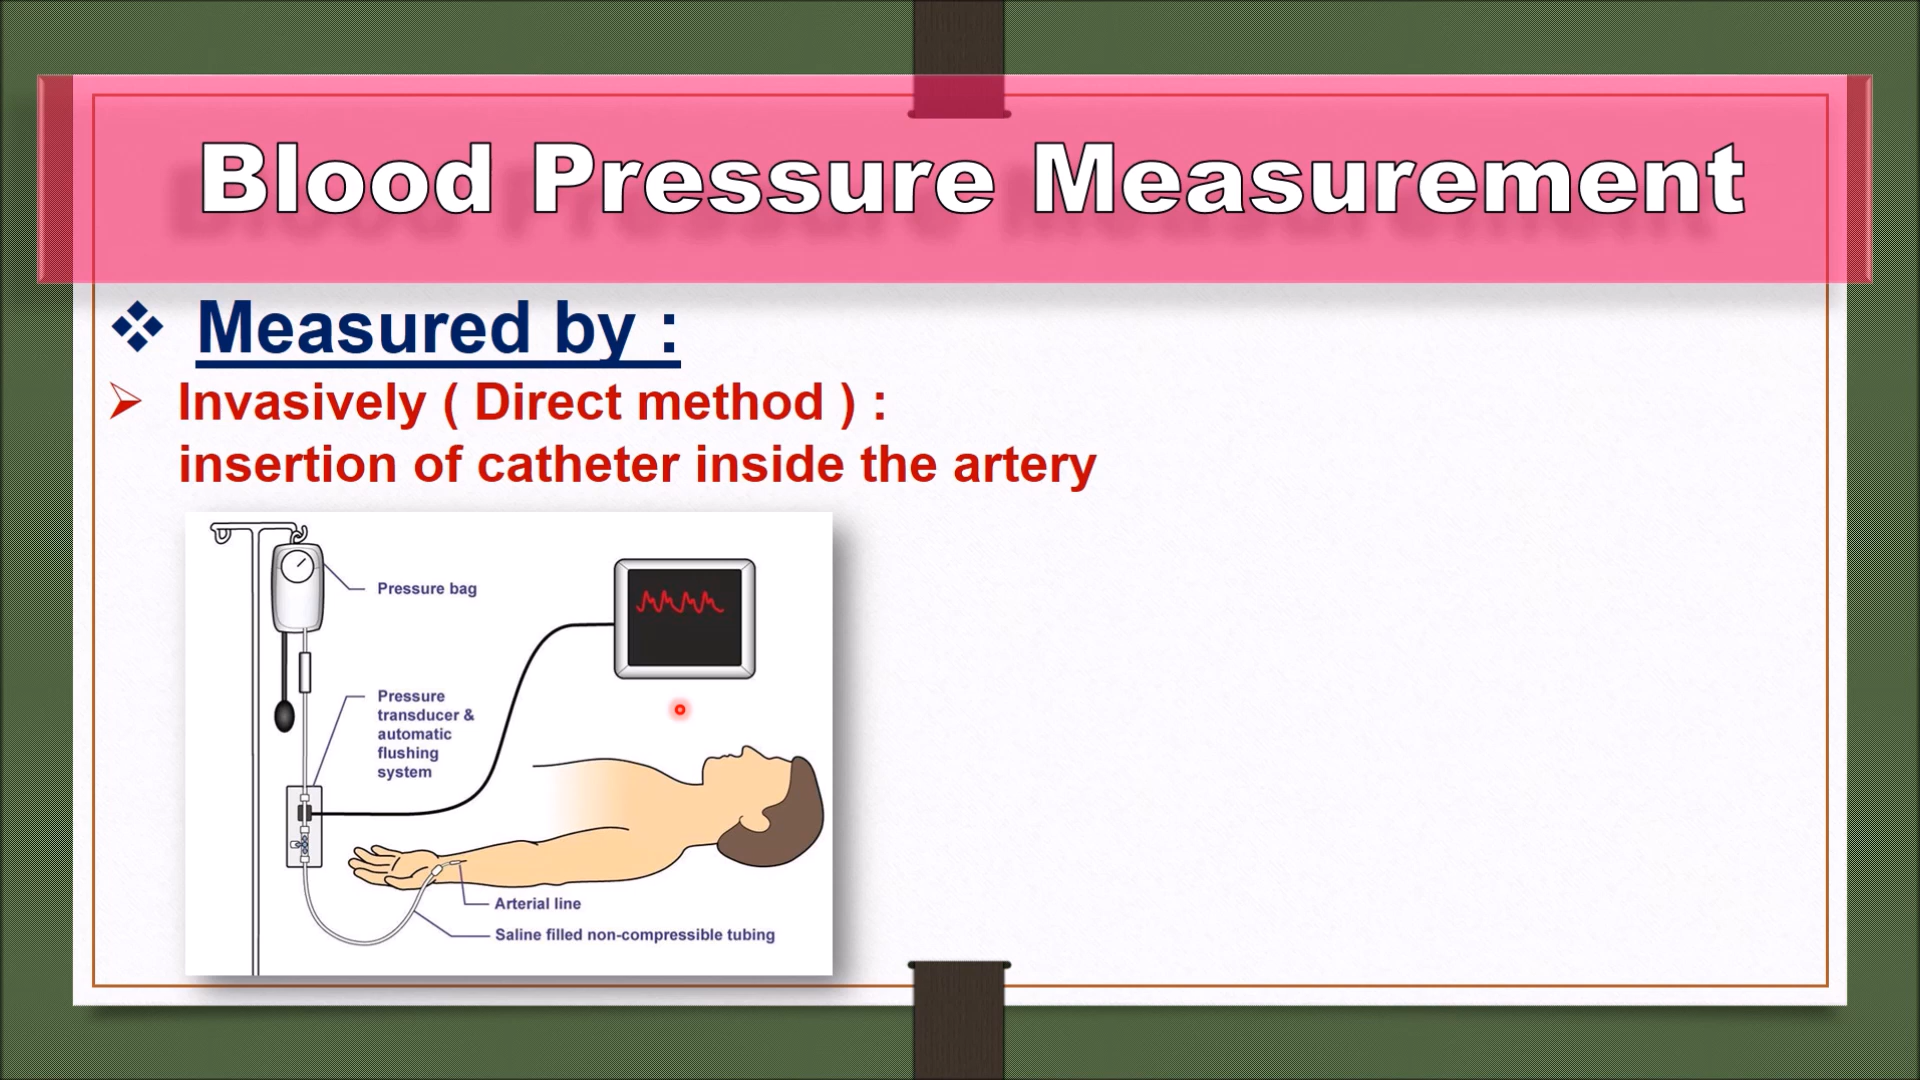 Blood Pressure Measurement
Measured by :
Invasively ( Direct method ) :
insertion of catheter inside the artery
Pressure bag
Pressure
transducer &
automatic
flushing
system
Arterial line
Saline filled non-compressible tubing